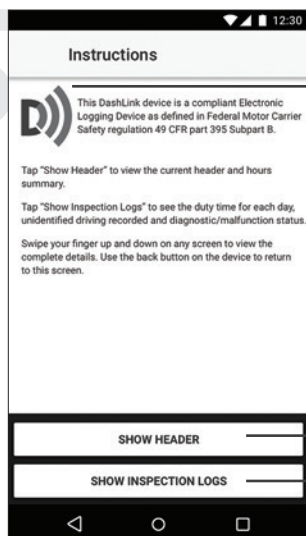 12:30
Instructions
This DashLink device is a compliant Electronic
Logging Device as defined in Federal Motor Carrier
Safety regulation 49 CFR part 395 Subpart B.
Tap "Show Header" to view the current header and hours
summary.
Tap "Show Inspection Logs" to see the duty time for each day,
unidentified driving recorded and diagnostic/malfunction status.
Swipe your finger up and down on any screen to view the
complete details. Use the back button on the device to return
to this screen.
SHOW HEADER
SHOW INSPECTION LOGS